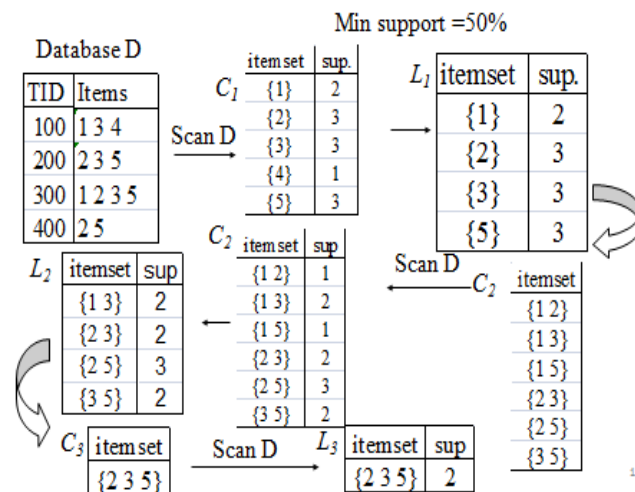 Min support =50%
Database D
TID Items
100 1 3 4
200 2 3 5
300 1 2 3 5
400 2 5
Scan D
C1
itemset sup.
{1} 2
{2} 3
{3} 3
{4} 1
{5} 3
L1
itemset sup.
{1} 2
{2} 3
{3} 3
{5} 3
C2
itemset
{1 2}
{1 3}
{1 5}
{2 3}
{2 5}
{3 5}
Scan D
C2
itemset sup
{1 2} 1
{1 3} 2
{1 5} 1
{2 3} 2
{2 5} 3
{3 5} 2
L2
itemset sup
{1 3} 2
{2 3} 2
{2 5} 3
{3 5} 2
C3
itemset
{2 3 5}
Scan D
L3
itemset sup
{2 3 5} 2
1